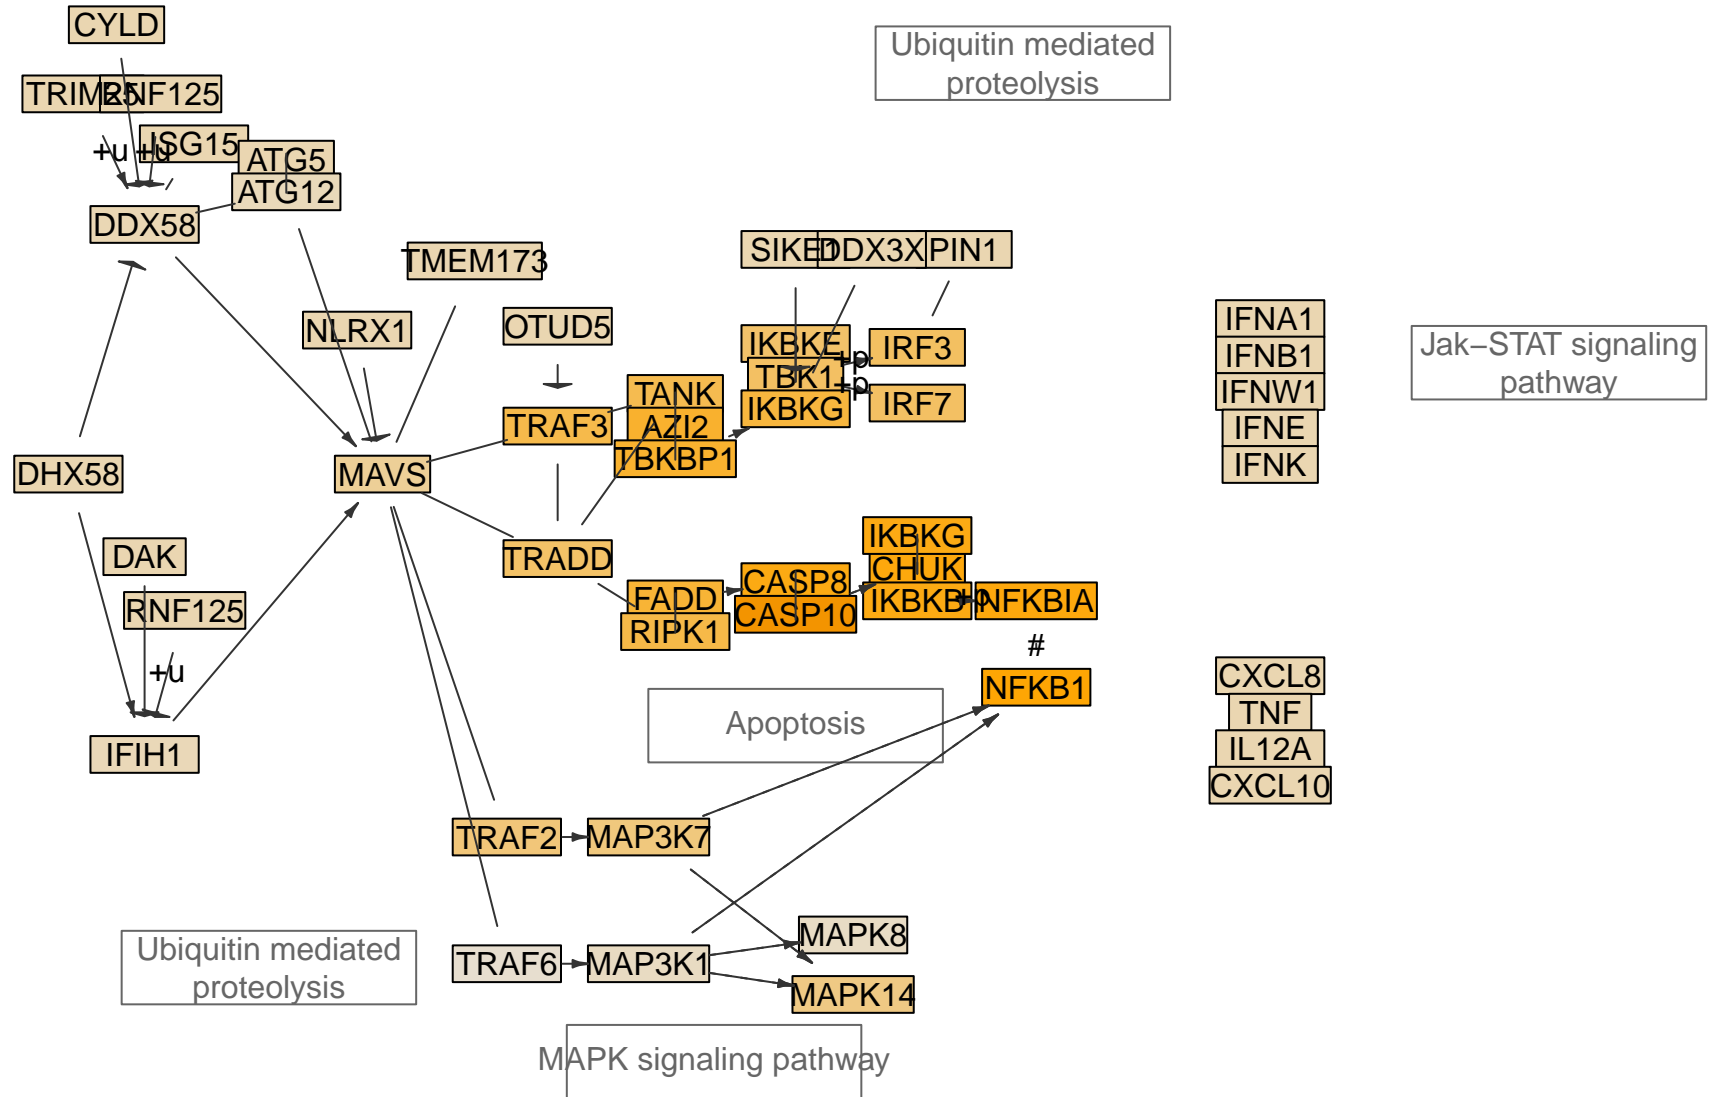 CYLD
Ubiquitin mediated
proteolysis
TRIM25
RNF125
ISG15
+u
+u
ATG5
ATG12
DDX58
TMEM173
SIKE1
DDX3X
PIN1
NLRX1
OTUD5
IKBKE
IRF3
+p
TBK1
+p
IKBKG
IRF7
IFNA1
IFNB1
IFNW1
IFNE
IFNK
Jak−STAT signaling
pathway
TANK
TRAF3
AZI2
TBKBP1
DHX58
MAVS
DAK
RNF125
+u
IFIH1
TRADD
FADD
RIPK1
CASP8
CASP10
IKBKG
CHUK
IKBKB
+p
NFKBIA
#
NFKB1
Apoptosis
CXCL8
TNF
IL12A
CXCL10
TRAF2
MAP3K7
TRAF6
MAP3K1
MAPK8
MAPK14
Ubiquitin mediated
proteolysis
MAPK signaling pathway